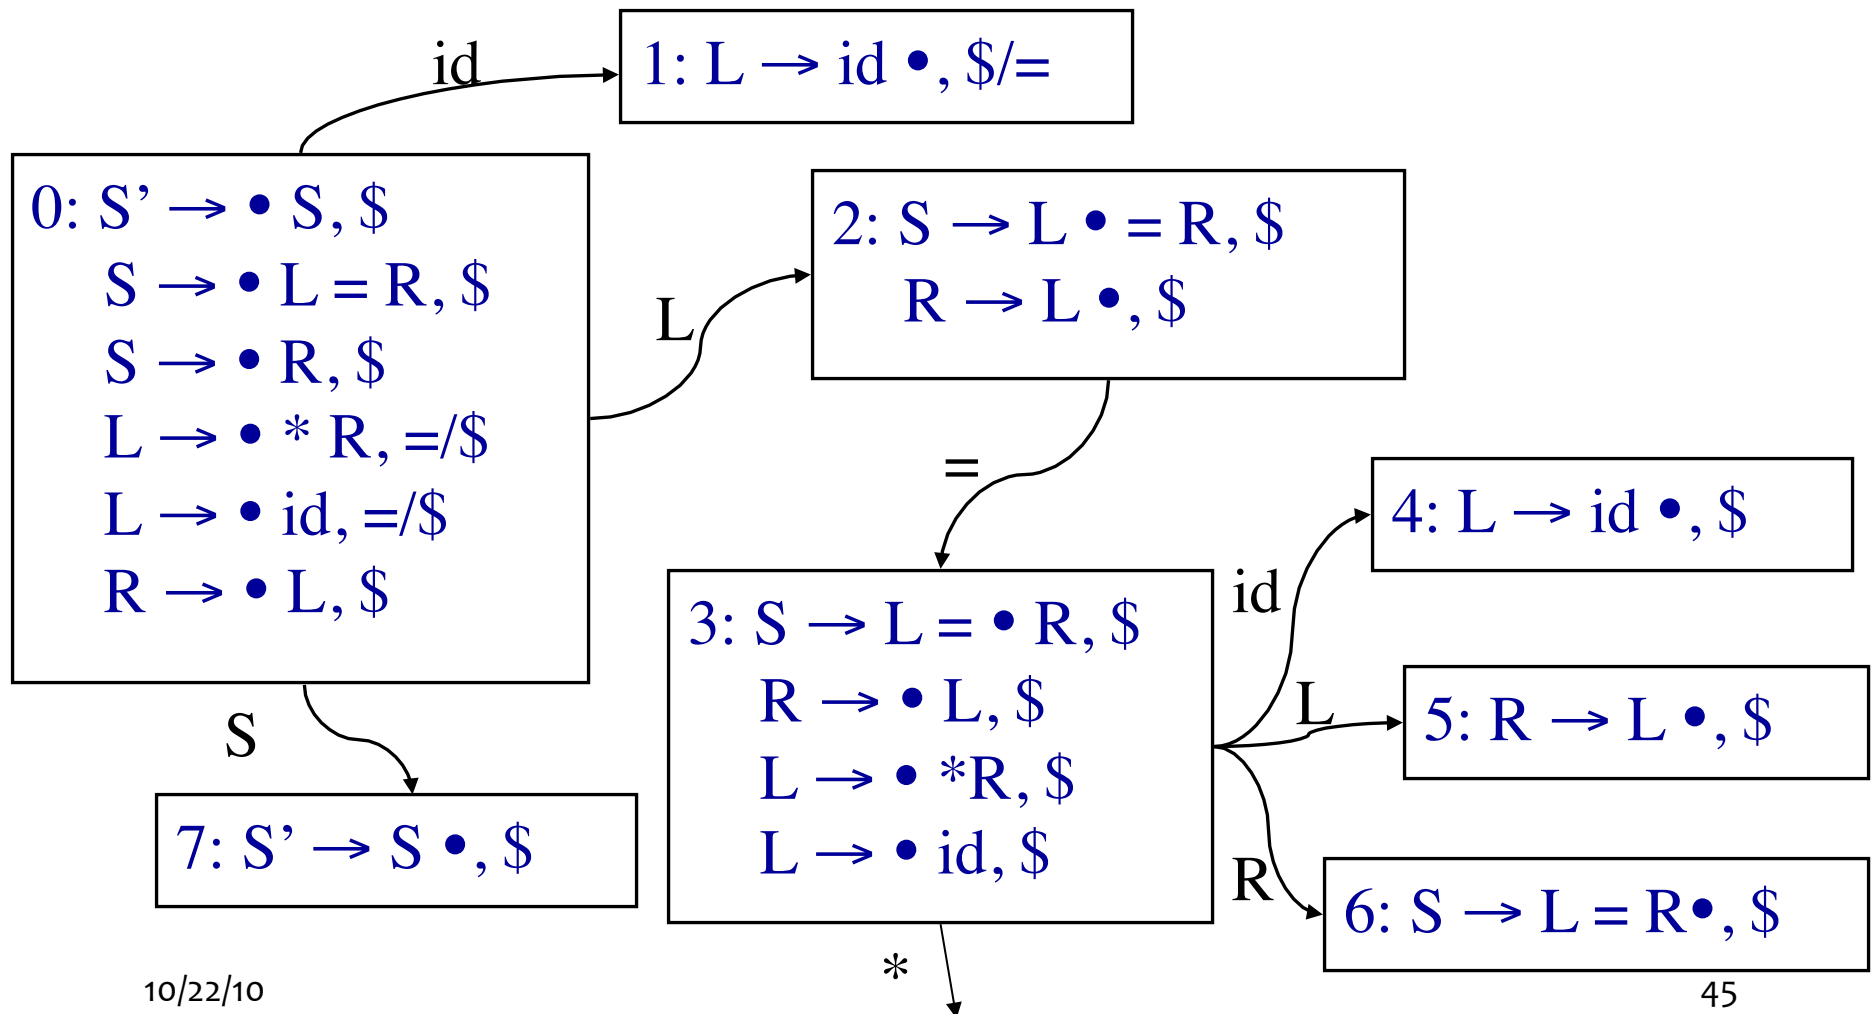 id
1: L → id •, $/=
0: S’ → • S, $
S → • L = R, $
S → • R, $
L → • * R, =/$
L → • id, =/$
R → • L, $
L
2: S → L • = R, $
R → L •, $
=
S
7: S’ → S •, $
3: S → L = • R, $
R → • L, $
L → • *R, $
L → • id, $
id
4: L → id •, $
L
5: R → L •, $
R
6: S → L = R•, $
*
10/22/10
45